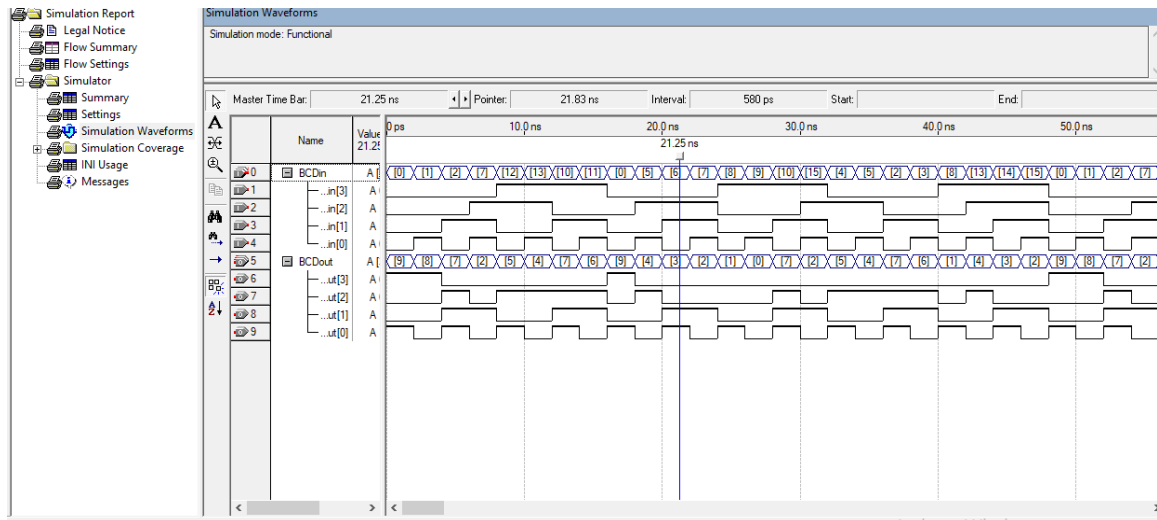 Simulation Report
Legal Notice
Flow Summary
Flow Settings
Simulator
Summary
Settings
Simulation Waveforms
Simulation Coverage
INI Usage
Messages
Simulation Waveforms
Simulation mode: Functional
Master Time Bar: 21.25 ns Pointer: 21.83 ns Interval: 580 ps Start: End:
Name Value 21.25
0 ps 10.0 ns 20.0 ns 30.0 ns 40.0 ns 50.0 ns
21.25 ns
0 BCDin A [ [0] [1] [2] [7] [12] [13] [10] [11] [0] [5] [6] [7] [8] [9] [10] [15] [4] [5] [2] [3] [8] [13] [14] [15] [0] [1] [2] [7]
1 ...in[3] A
2 ...in[2] A
3 ...in[1] A
4 ...in[0] A
5 BCDout A [ [9] [8] [7] [2] [5] [4] [7] [6] [9] [4] [3] [2] [1] [0] [7] [2] [5] [4] [7] [6] [1] [4] [3] [2] [9] [8] [7] [2]
6 ...ut[3] A
7 ...ut[2] A
8 ...ut[1] A
9 ...ut[0] A